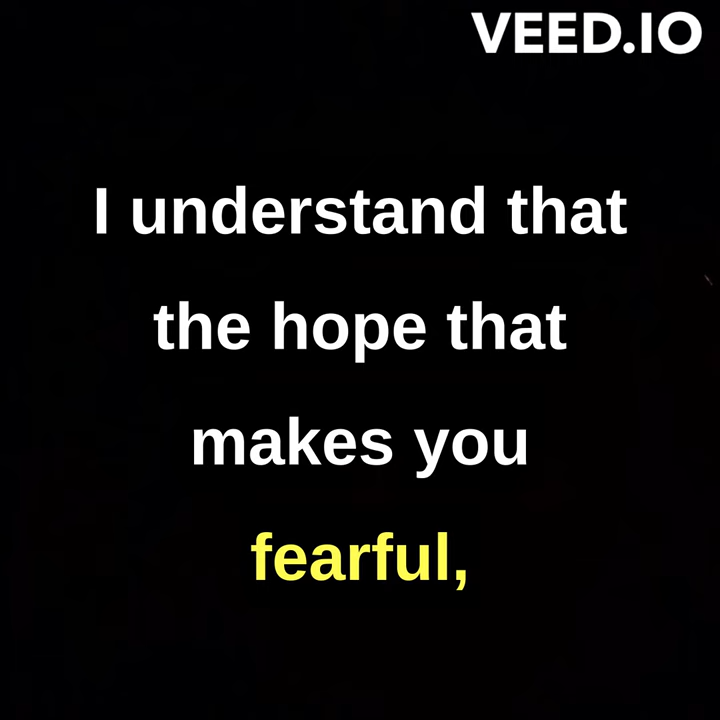 VEED.IO
I understand that
the hope that
makes you
fearful,